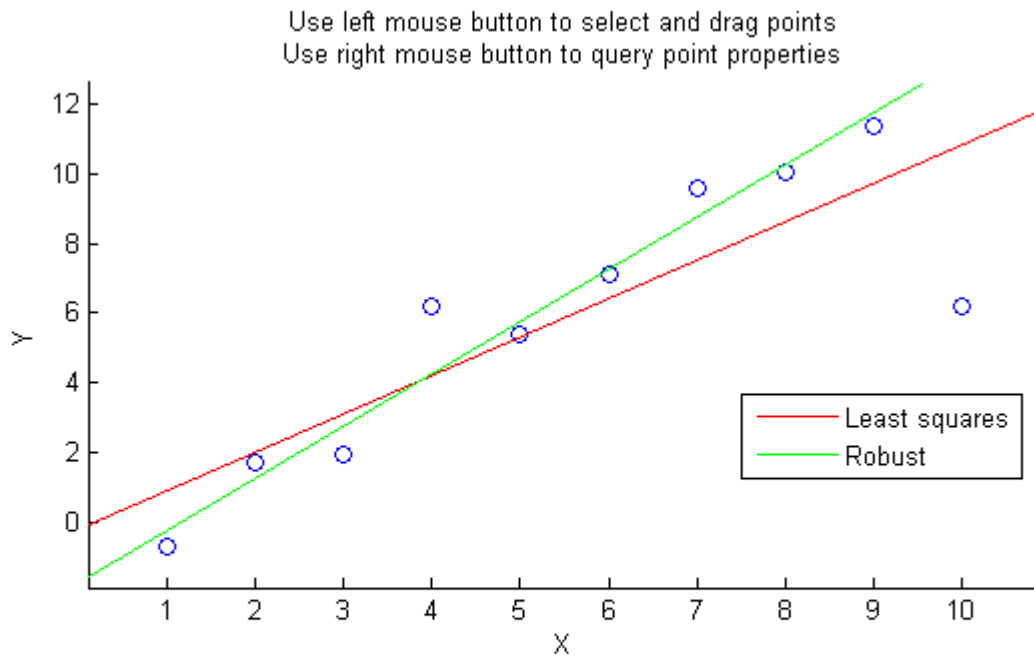 Use left mouse button to select and drag points
Use right mouse button to query point properties
12
10
8
6
4
2
0
Y
Least squares
Robust
1 2 3 4 5 6 7 8 9 10
X